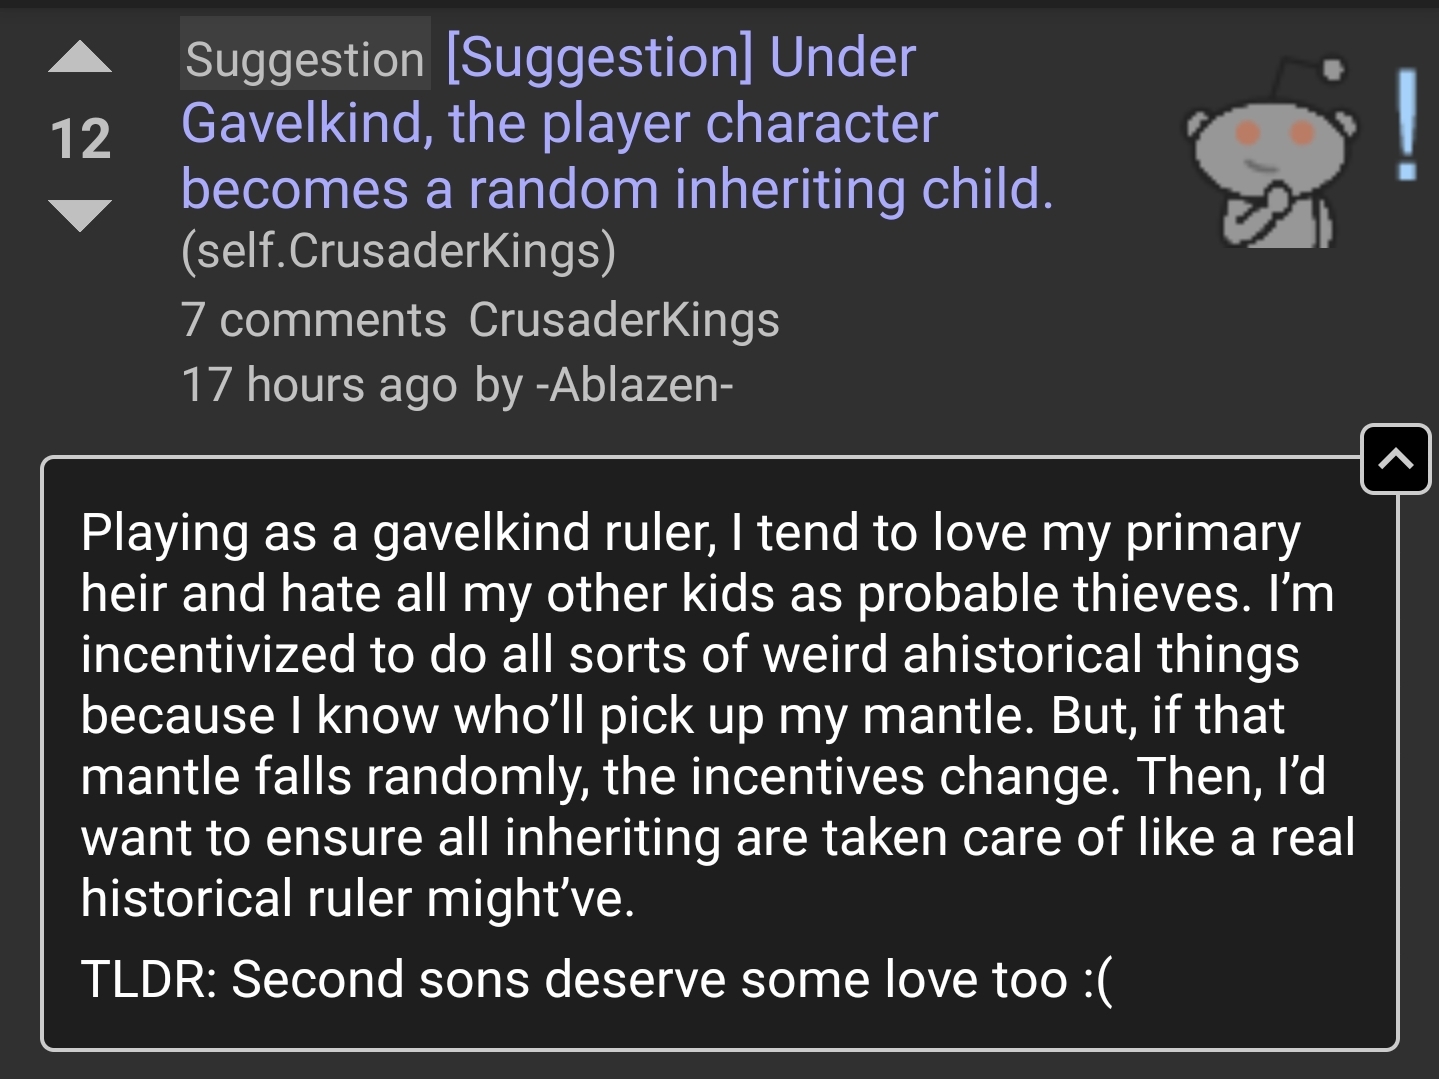 Suggestion [Suggestion] Under
12
Gavelkind, the player character
becomes a random inheriting child.
(self.CrusaderKings)
7 comments CrusaderKings
17 hours ago by -Ablazen-
Playing as a gavelkind ruler, I tend to love my primary
heir and hate all my other kids as probable thieves. I’m
incentivized to do all sorts of weird ahistorical things
because I know who’ll pick up my mantle. But, if that
mantle falls randomly, the incentives change. Then, I’d
want to ensure all inheriting are taken care of like a real
historical ruler might’ve.
TLDR: Second sons deserve some love too :(